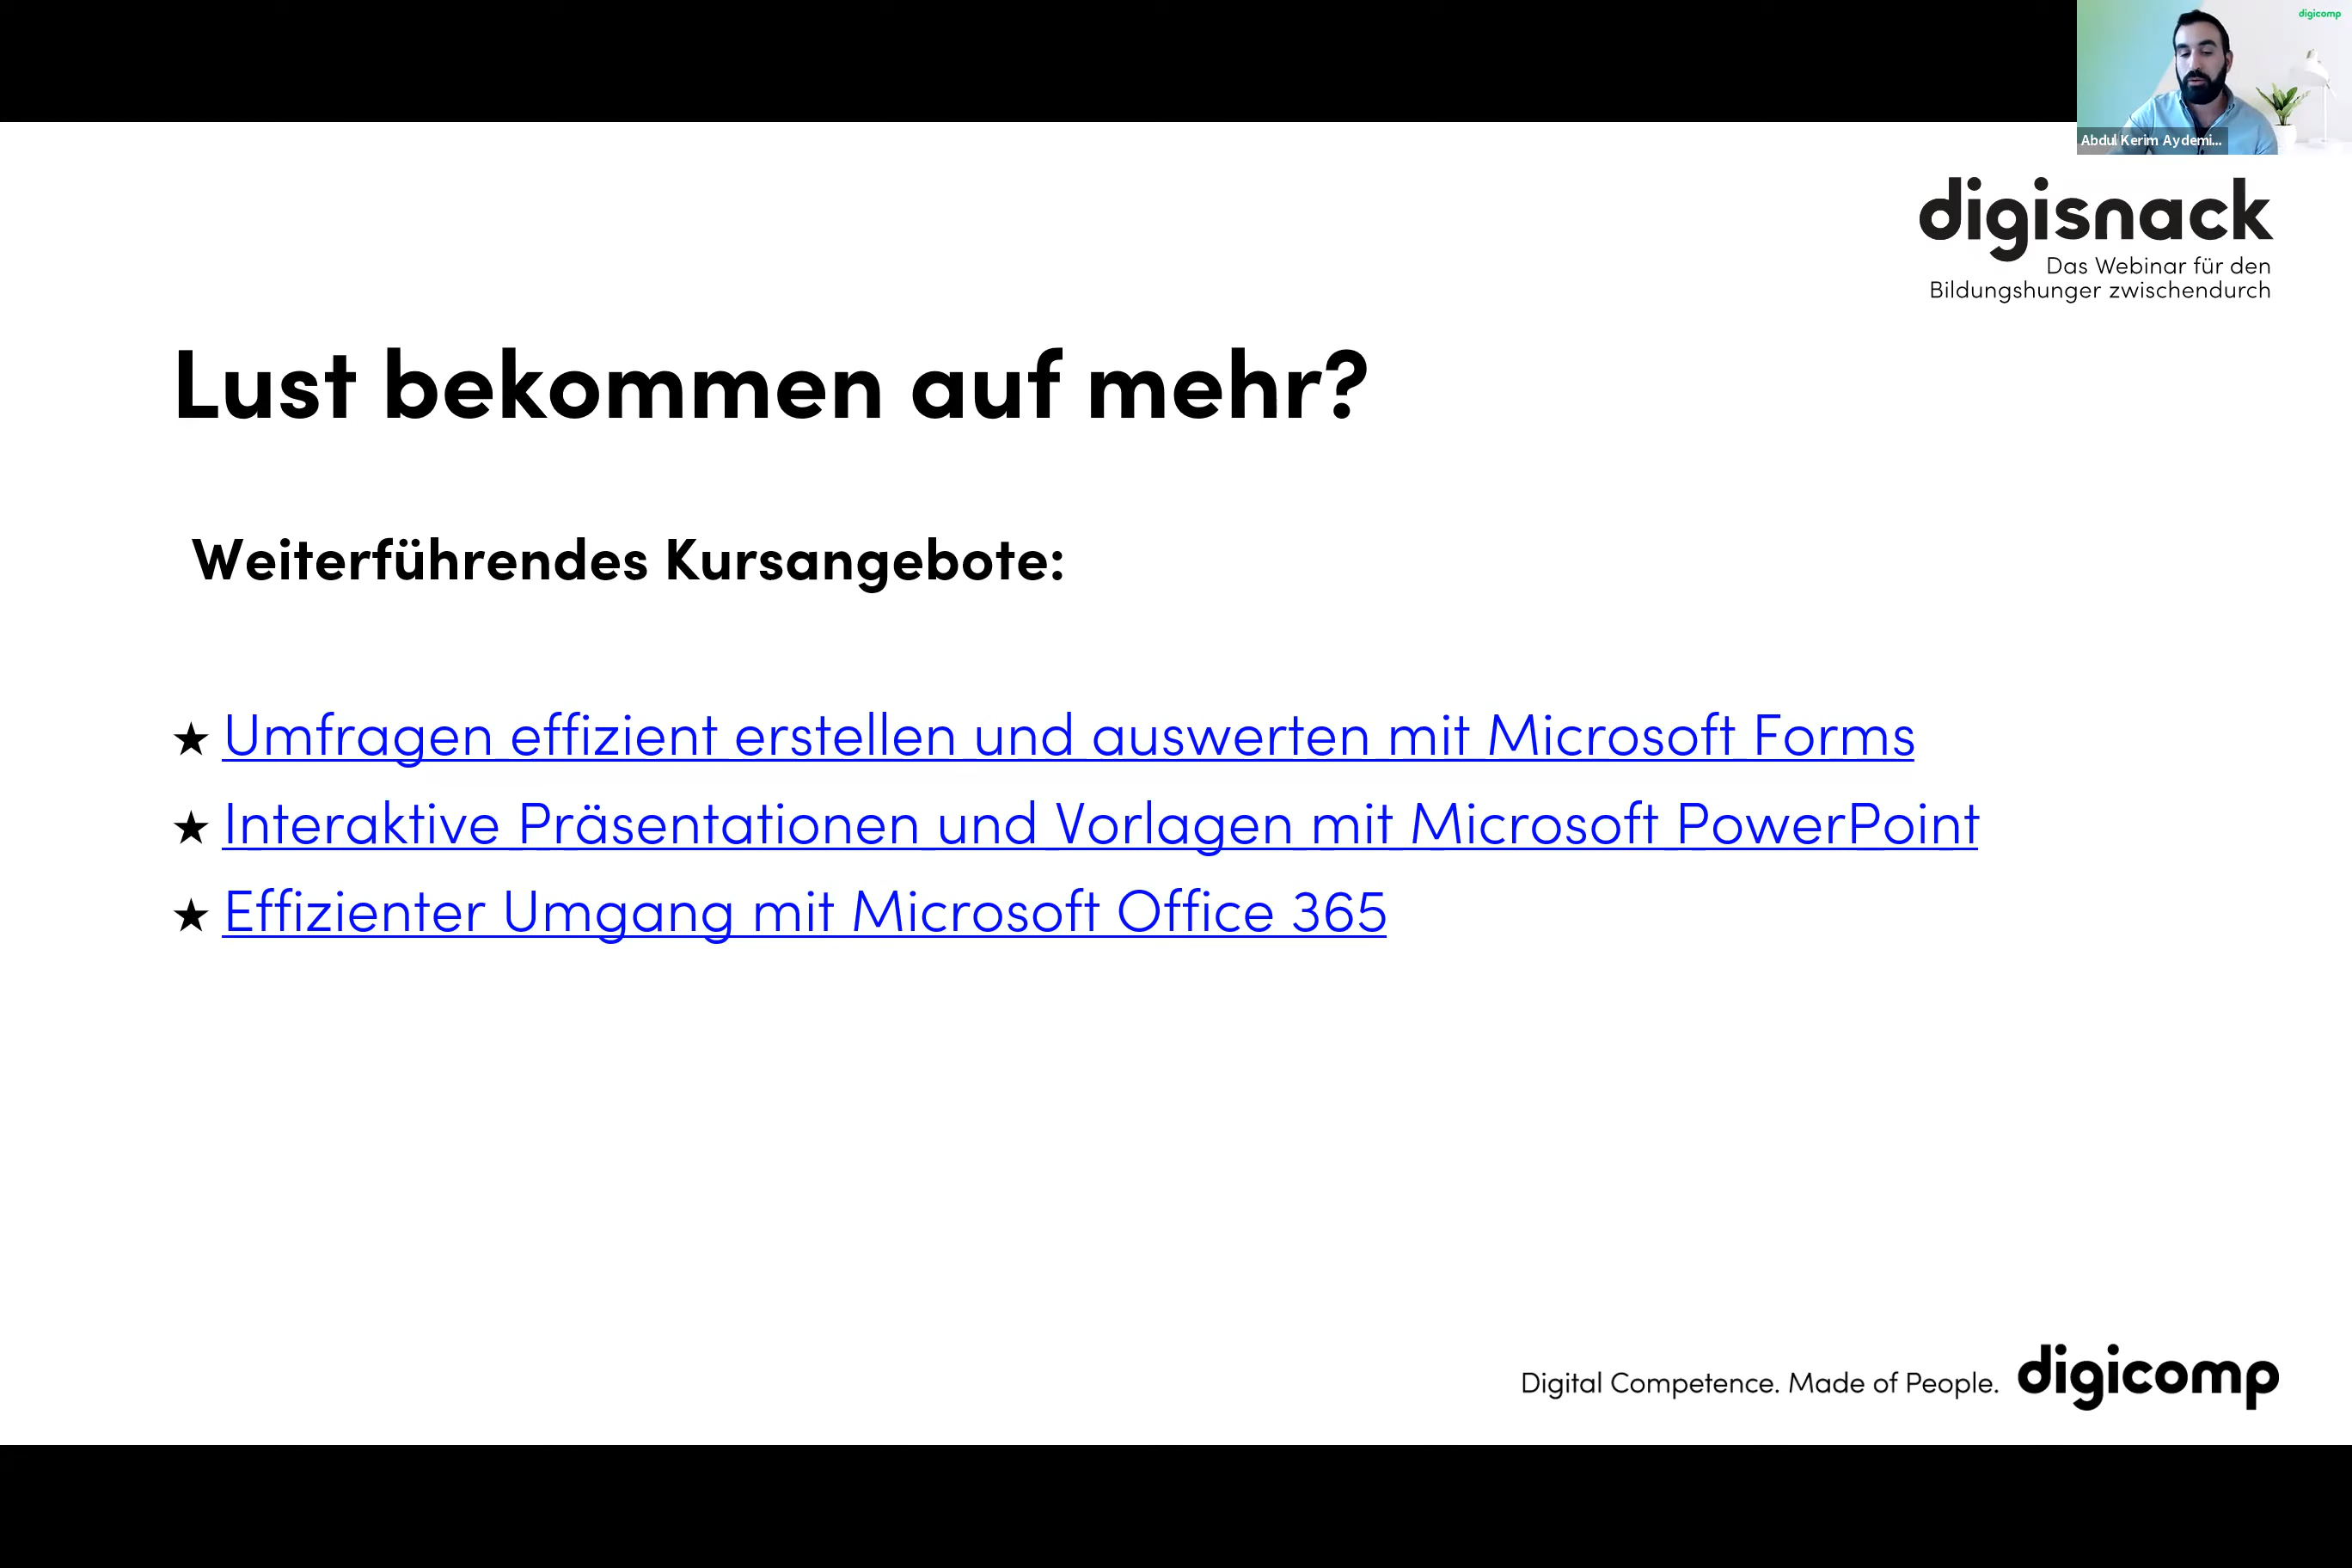 digicomp
Abdul Kerim Aydemi...
digisnack
Das Webinar für den
Bildungshunger zwischendurch
Lust bekommen auf mehr?
Weiterführendes Kursangebote:
★ Umfragen effizient erstellen und auswerten mit Microsoft Forms
★ Interaktive Präsentationen und Vorlagen mit Microsoft PowerPoint
★ Effizienter Umgang mit Microsoft Office 365
Digital Competence. Made of People. digicomp